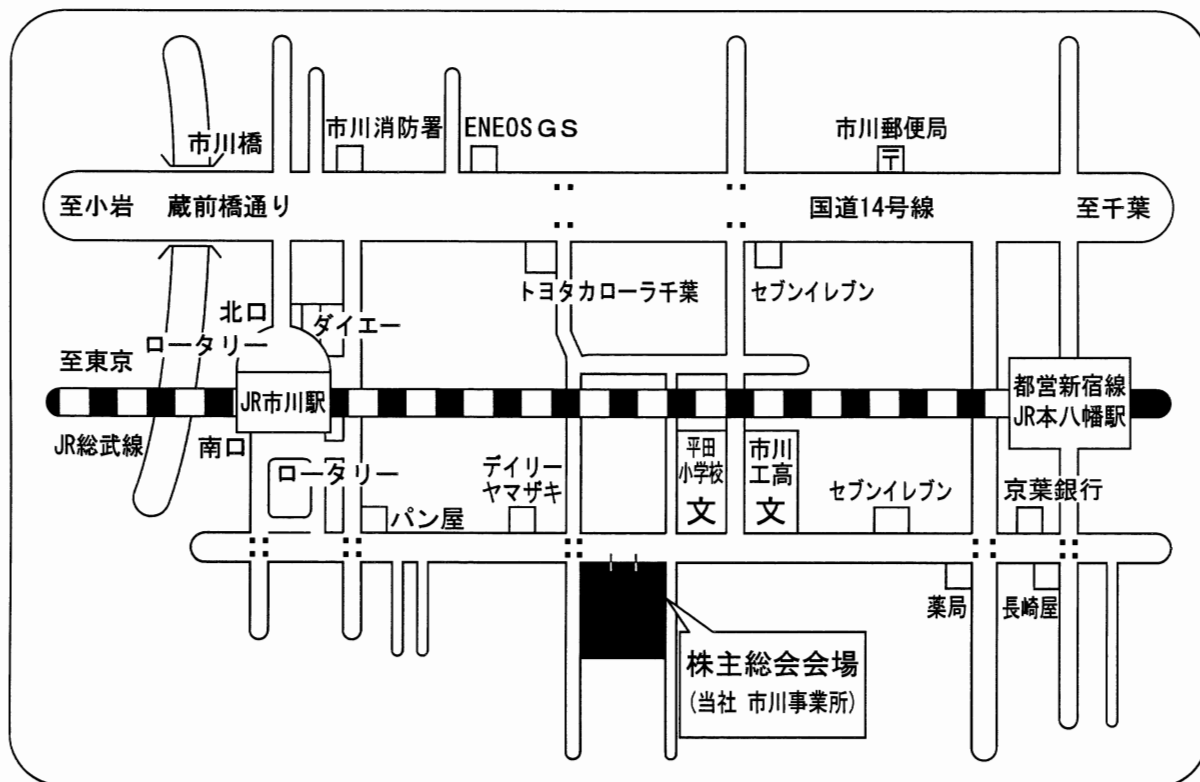 市川橋
市川消防署
ENEOS GS
市川郵便局
〒
至小岩
蔵前橋通り
国道14号線
至千葉
トヨタカローラ千葉
セブンイレブン
北口
ロータリー
ダイエー
至東京
JR市川駅
都営新宿線
JR本八幡駅
JR総武線
南口
ロータリー
デイリー
ヤマザキ
平田
小学校
文
市川
工高
文
セブンイレブン
京葉銀行
パン屋
薬局
長崎屋
株主総会会場
(当社 市川事業所)